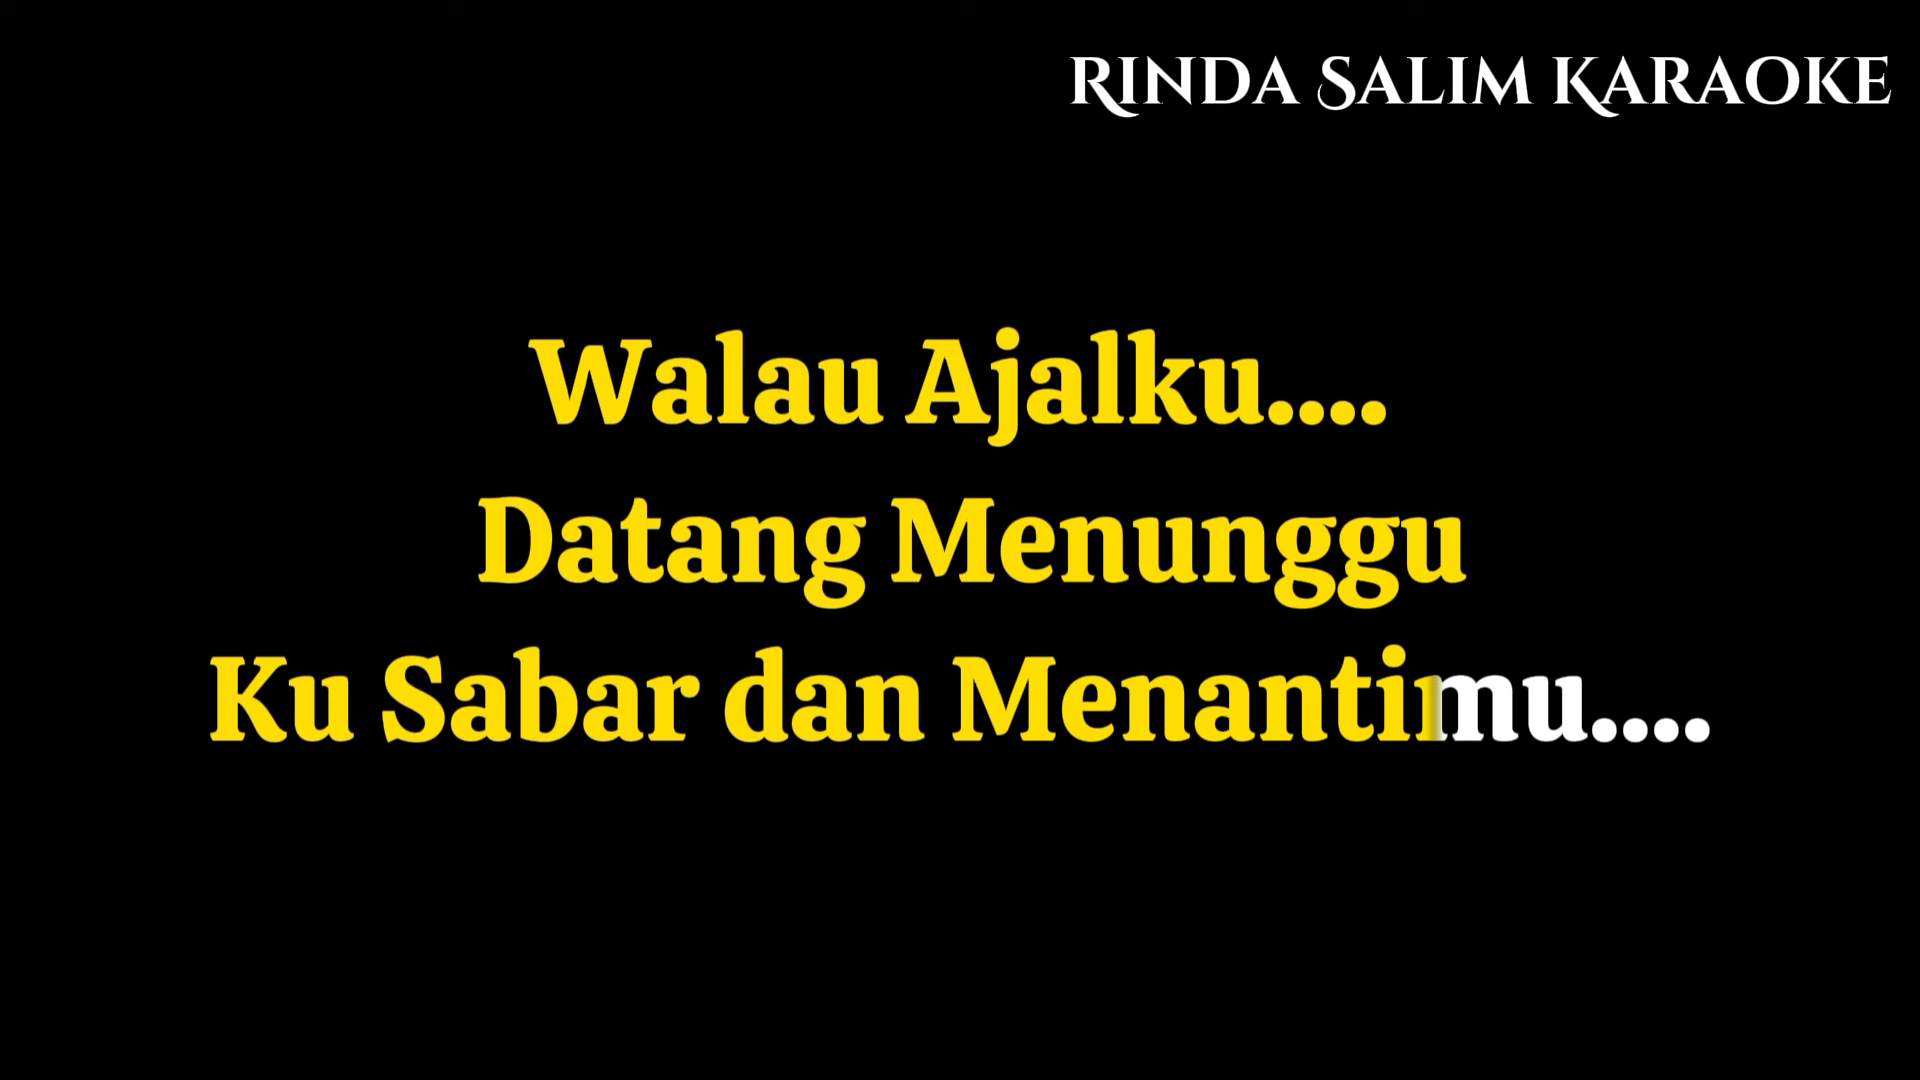 RINDA SALIM KARAOKE
Walau Ajalku....
Datang Menunggu
Ku Sabar dan Menantimu....